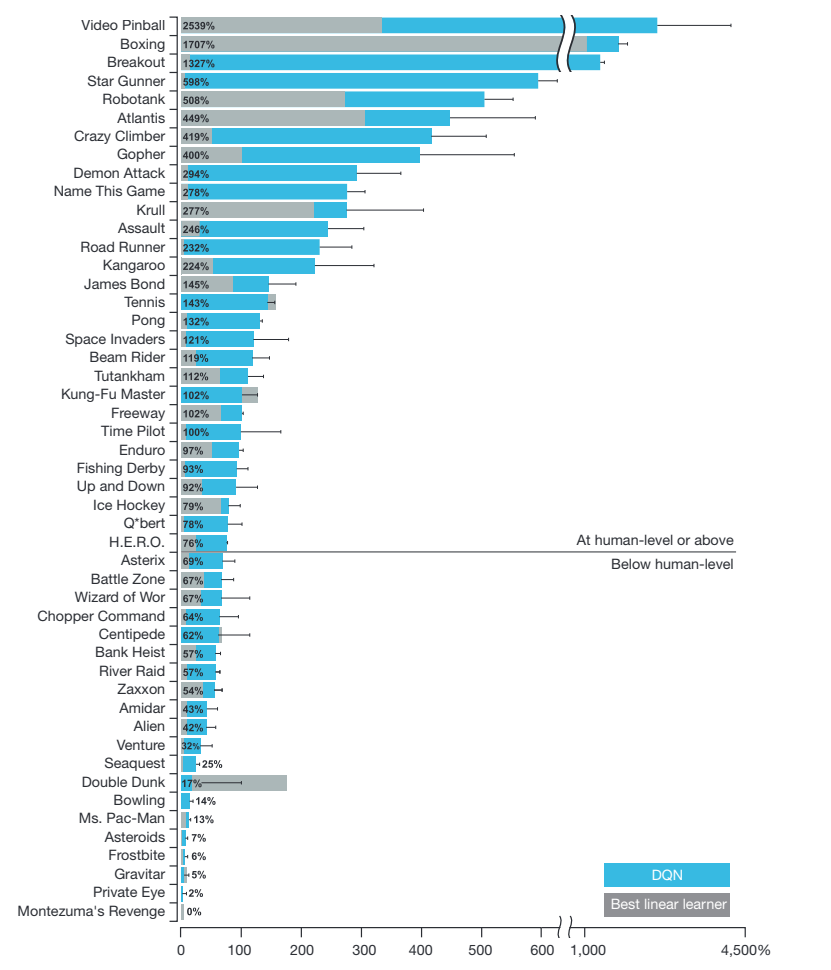 Video Pinball 2539%
Boxing 1707%
Breakout 1327%
Star Gunner 598%
Robotank 508%
Atlantis 449%
Crazy Climber 419%
Gopher 400%
Demon Attack 294%
Name This Game 278%
Krull 277%
Assault 246%
Road Runner 232%
Kangaroo 224%
James Bond 145%
Tennis 143%
Pong 132%
Space Invaders 121%
Beam Rider 119%
Tutankham 112%
Kung-Fu Master 102%
Freeway 102%
Time Pilot 100%
Enduro 97%
Fishing Derby 93%
Up and Down 92%
Ice Hockey 79%
Q*bert 78%
H.E.R.O. 76%
At human-level or above
Asterix 69%
Below human-level
Battle Zone 67%
Wizard of Wor 67%
Chopper Command 64%
Centipede 62%
Bank Heist 57%
River Raid 57%
Zaxxon 54%
Amidar 43%
Alien 42%
Venture 32%
Seaquest 25%
Double Dunk 17%
Bowling 14%
Ms. Pac-Man 13%
Asteroids 7%
Frostbite 6%
Gravitar 5%
Private Eye 2%
Montezuma's Revenge 0%
DQN
Best linear learner
0 100 200 300 400 500 600 1,000 4,500%